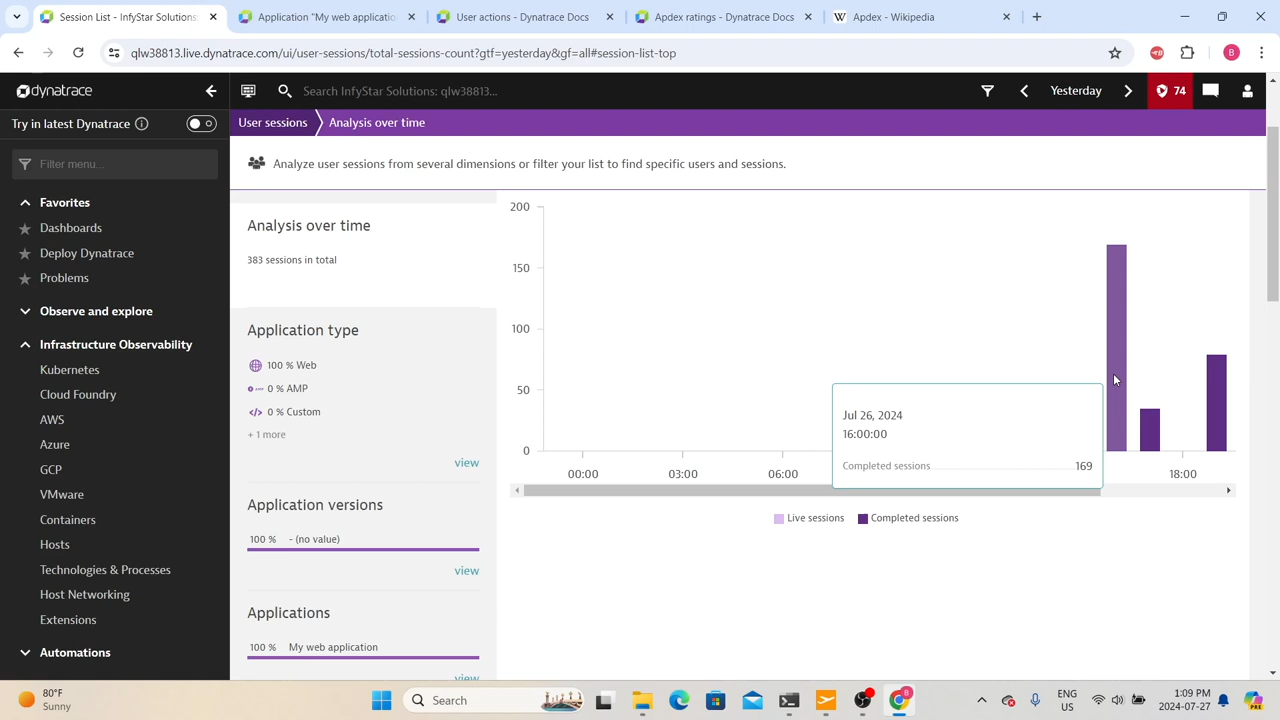 Session List - InfyStar Solutions:
Application "My web applicatio
User actions - Dynatrace Docs
Apdex ratings - Dynatrace Docs
Apdex - Wikipedia
qlw38813.live.dynatrace.com/ui/user-sessions/total-sessions-count?gtf=yesterday&gf=all#session-list-top
B
dynatrace
Search InfyStar Solutions: qlw38813...
Yesterday
74
Try in latest Dynatrace
User sessions
Analysis over time
Filter menu...
Analyze user sessions from several dimensions or filter your list to find specific users and sessions.
Favorites
Dashboards
Deploy Dynatrace
Problems
Observe and explore
Infrastructure Observability
Kubernetes
Cloud Foundry
AWS
Azure
GCP
VMware
Containers
Hosts
Technologies & Processes
Host Networking
Extensions
Automations
Analysis over time
383 sessions in total
Application type
100 % Web
AMP 0 % AMP
0 % Custom
+ 1 more
view
Application versions
100 % - (no value)
view
Applications
100 % My web application
view
200
150
100
50
0
00:00
03:00
06:00
18:00
Jul 26, 2024
16:00:00
Completed sessions 169
Live sessions
Completed sessions
80°F
Sunny
Search
B
ENG
US
1:09 PM
2024-07-27
PRE